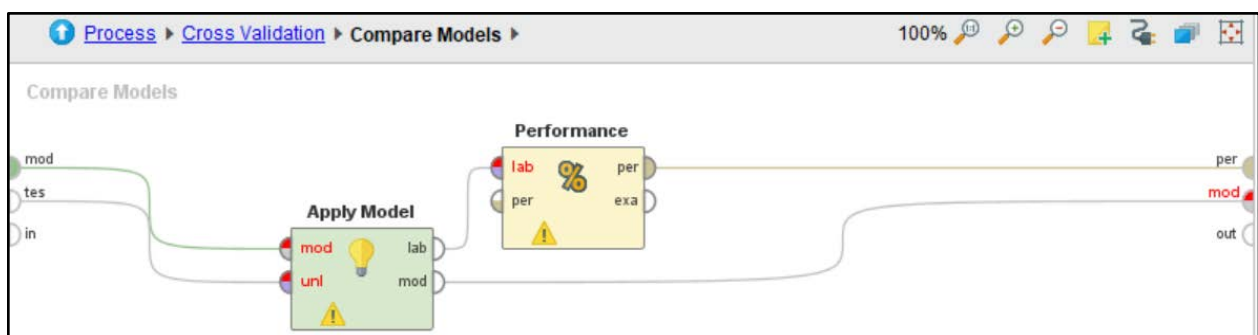 Process ▸ Cross Validation ▸ Compare Models ▸ 100%
Compare Models
Performance
mod
lab % per
per
tes
per exa
mod
Apply Model
in
mod lab
out
unl mod